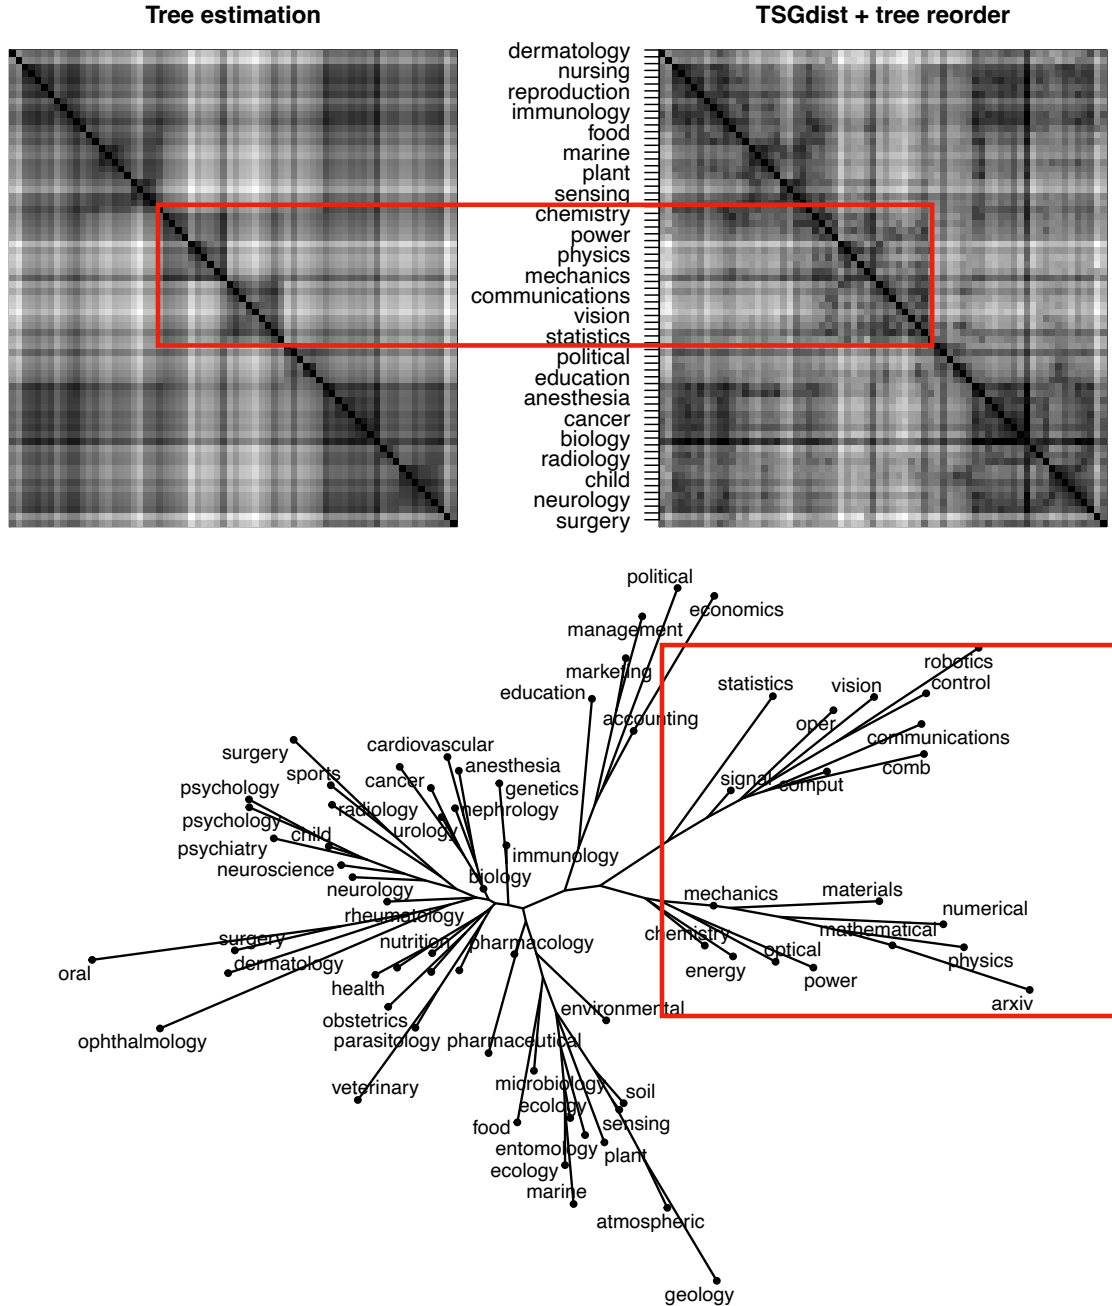 Tree estimation
TSGdist + tree reorder
dermatology
nursing
reproduction
immunology
food
marine
plant
sensing
chemistry
power
physics
mechanics
communications
vision
statistics
political
education
anesthesia
cancer
biology
radiology
child
neurology
surgery
political
economics
management
marketing
education
accounting
robotics
control
statistics
vision
oper
communications
comb
signal
comput
surgery
cardiovascular
sports
cancer
anesthesia
genetics
psychology
radiology
nephrology
psychology
urology
child
psychiatry
immunology
neuroscience
biology
neurology
rheumatology
mechanics
materials
numerical
mathematical
chemistry
physics
optical
energy
power
arxiv
surgery
nutrition
pharmacology
oral
dermatology
health
environmental
obstetrics
ophthalmology
parasitology
pharmaceutical
veterinary
microbiology
soil
ecology
food
sensing
entomology
plant
ecology
marine
atmospheric
geology